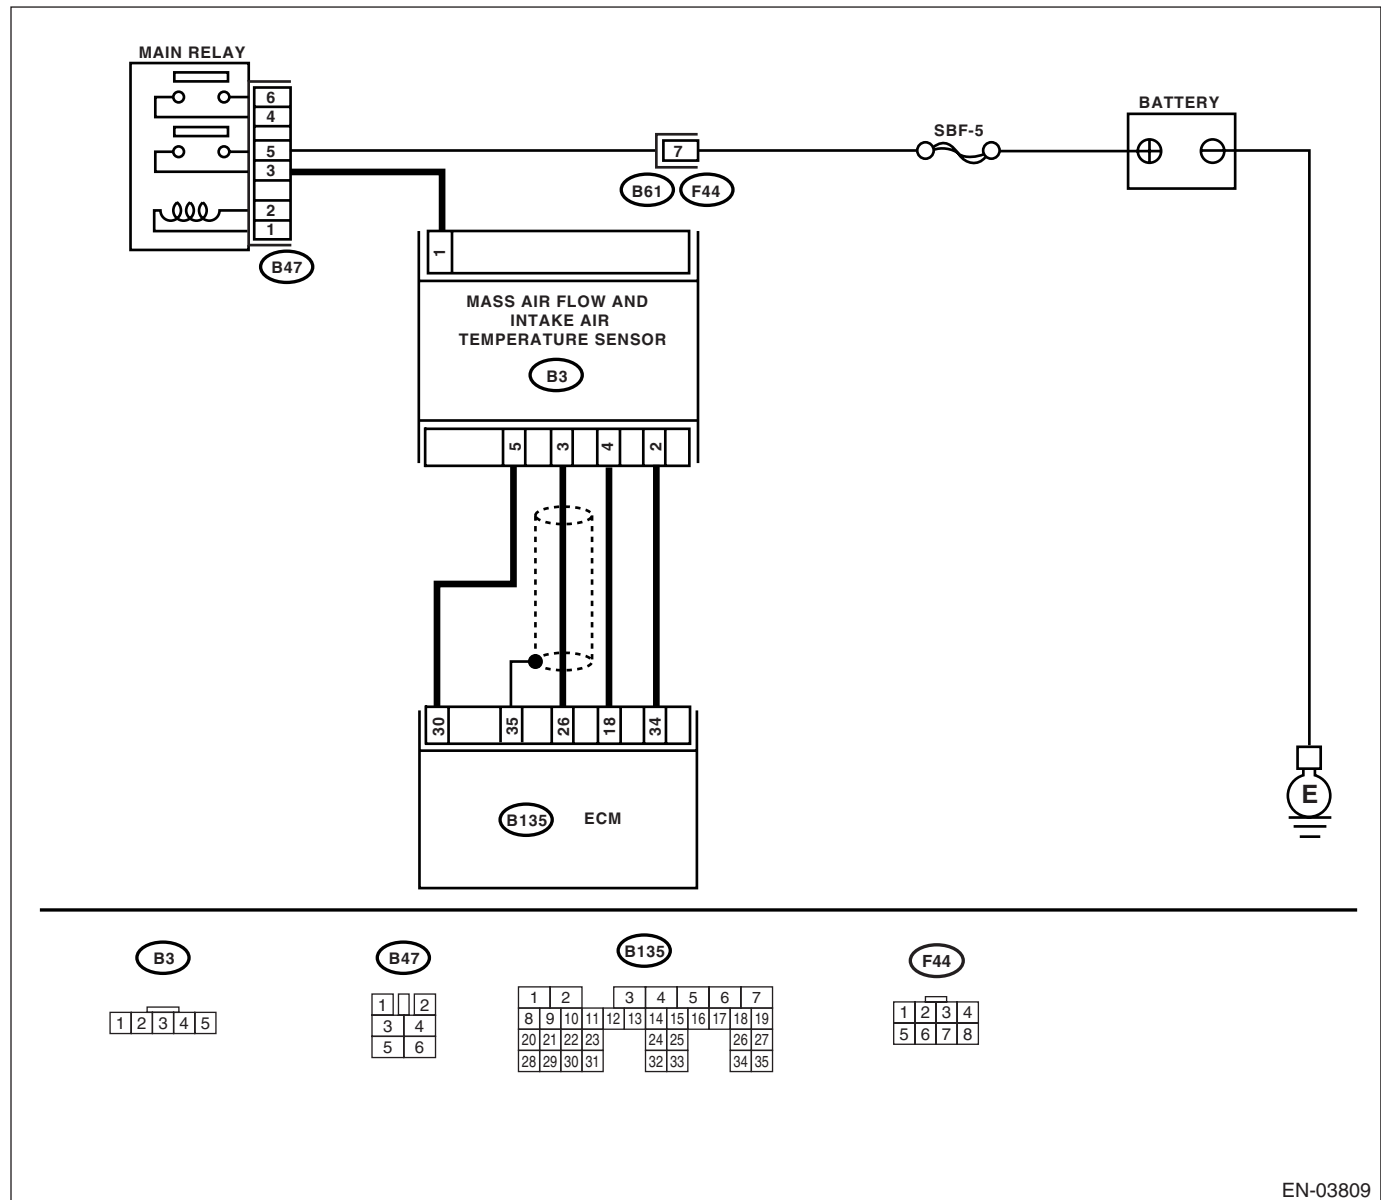 MAIN RELAY
6
4
5
3
2
1
B47
7
B61 F44
SBF-5
BATTERY
1
MASS AIR FLOW AND
INTAKE AIR
TEMPERATURE SENSOR
B3
5 3 4 2
30 35 26 18 34
B135 ECM
E
B3
1 2 3 4 5
B47
1 2
3 4
5 6
B135
1 2 3 4 5 6 7
8 9 10 11 12 13 14 15 16 17 18 19
20 21 22 23 24 25 26 27
28 29 30 31 32 33 34 35
F44
1 2 3 4
5 6 7 8
EN-03809